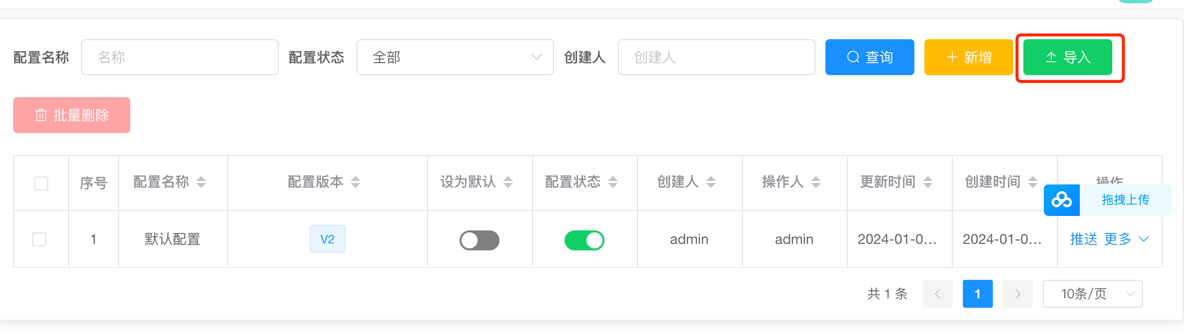 配置名称 名称 配置状态 全部 创建人 创建人 查询 新增 导入
批量删除
序号 配置名称 配置版本 设为默认 配置状态 创建人 操作人 更新时间 创建时间 操作
拖拽上传
1 默认配置 V2 admin admin 2024-01-0... 2024-01-0... 推送 更多
共 1 条 1 10条/页